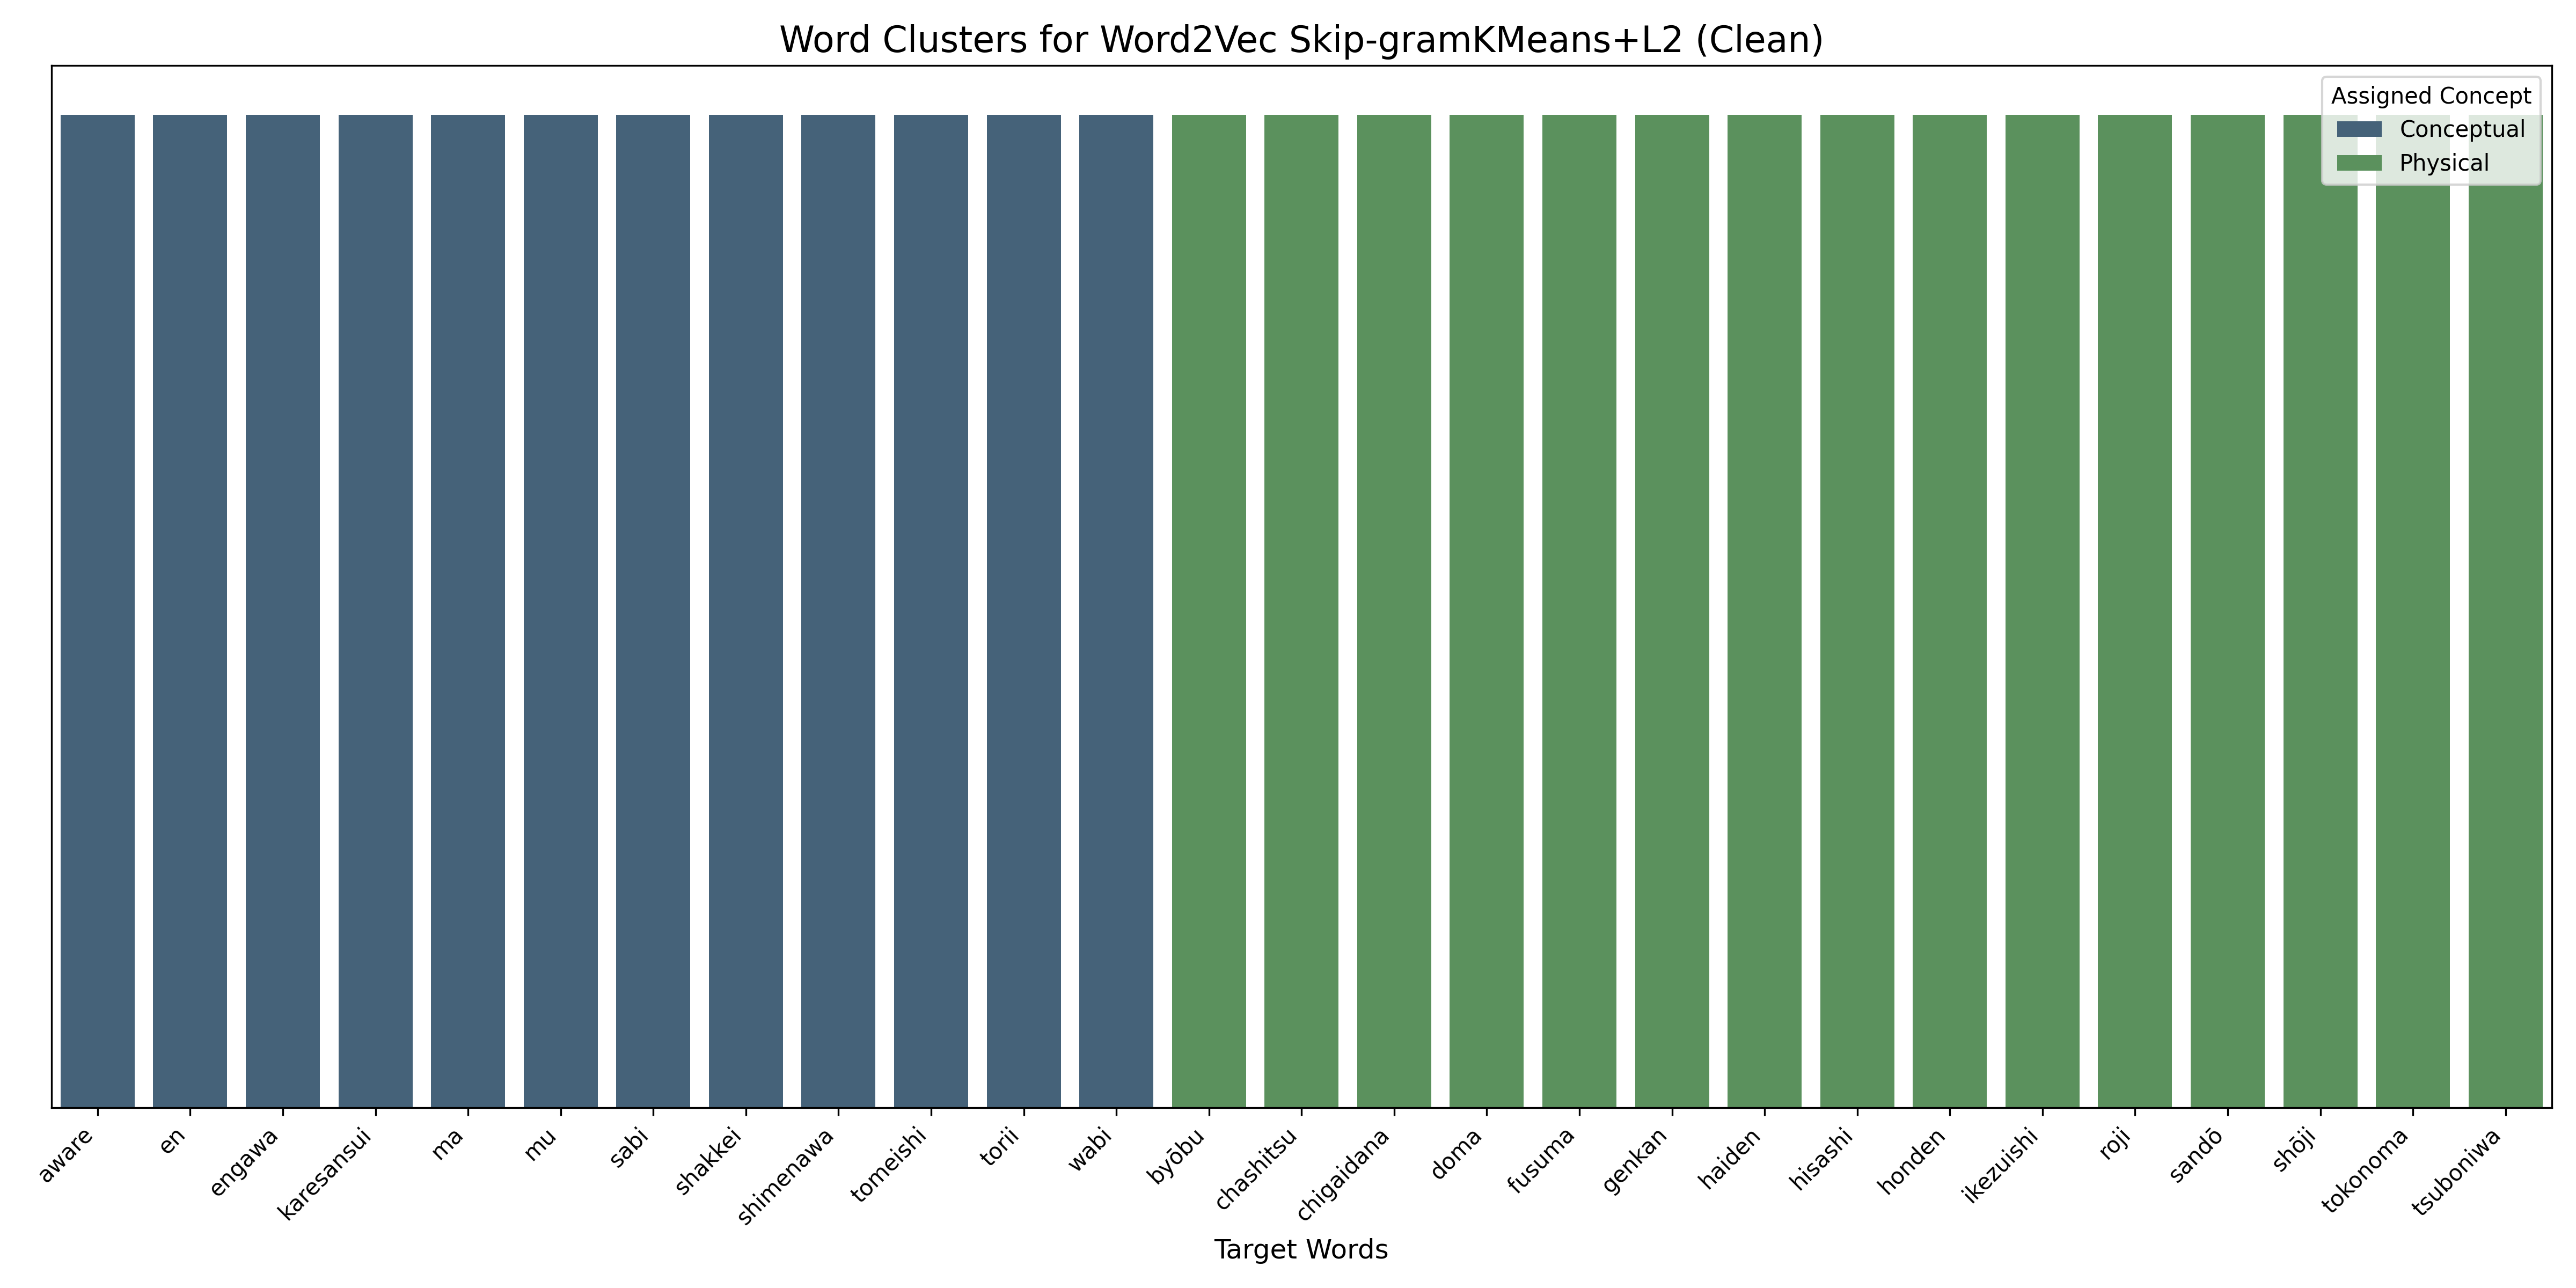 Word Clusters for Word2Vec Skip-gramKMeans+L2 (Clean)
Assigned Concept
Conceptual
Physical
aware
en
engawa
karesansui
ma
mu
sabi
shakkei
shimenawa
tomeishi
torii
wabi
byōbu
chashitsu
chigaidana
doma
fusuma
genkan
haiden
hisashi
honden
ikezuishi
roji
sandō
shōji
tokonoma
tsuboniwa
Target Words